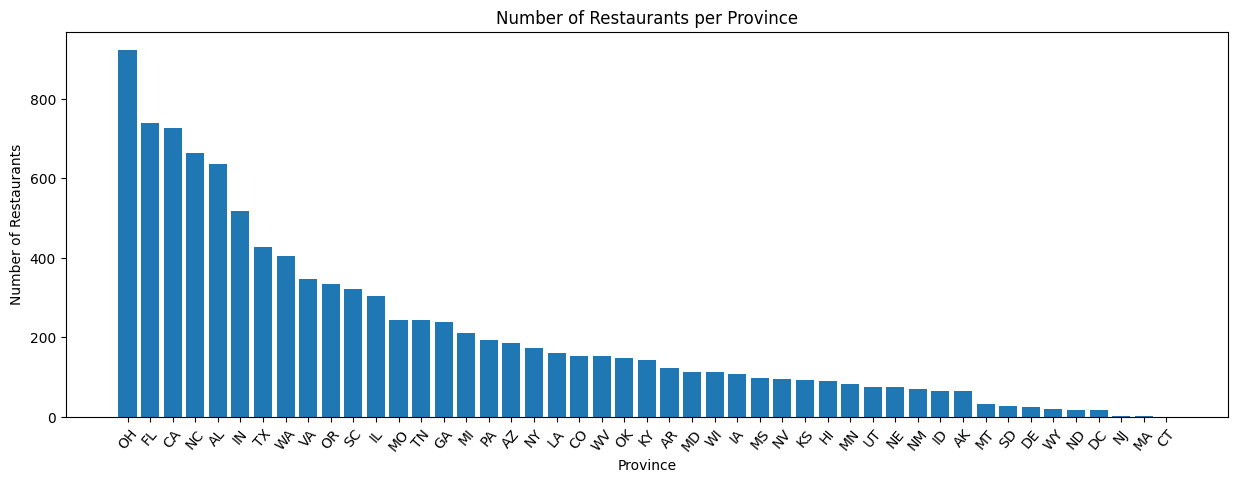 Number of Restaurants per Province
Number of Restaurants
800
600
400
200
0
OH FL CA NC AL IN TX WA VA OR SC IL MO TN GA MI PA AZ NY LA CO WV OK KY AR MD WI IA MS NV KS HI MN UT NE NM ID AK MT SD DE WY ND DC NJ MA CT
Province